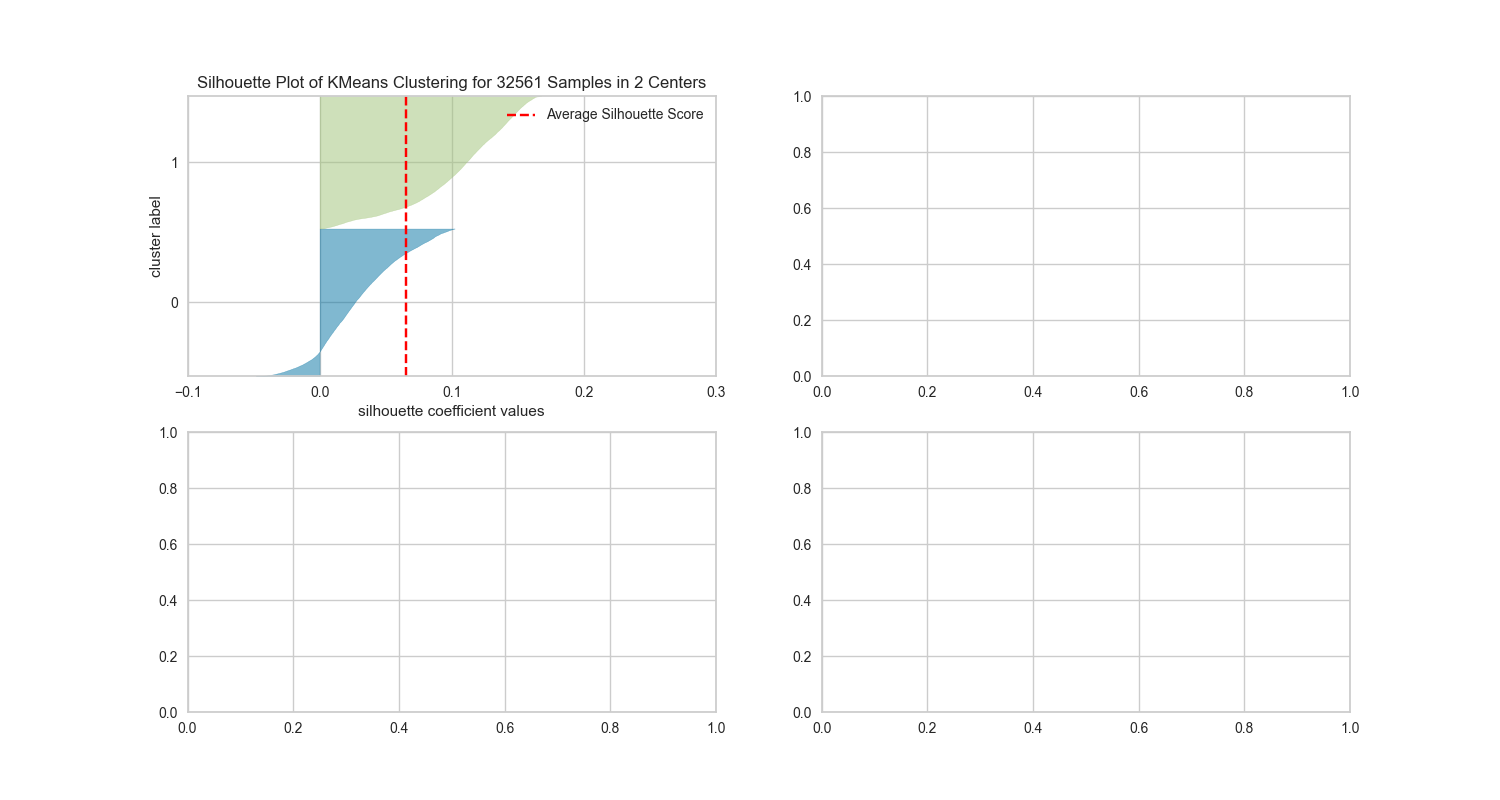 Silhouette Plot of KMeans Clustering for 32561 Samples in 2 Centers
Average Silhouette Score
1
0
cluster label
−0.1 0.0 0.1 0.2 0.3
silhouette coefficient values
1.0
0.8
0.6
0.4
0.2
0.0
0.0 0.2 0.4 0.6 0.8 1.0
1.0
0.8
0.6
0.4
0.2
0.0
0.0 0.2 0.4 0.6 0.8 1.0
1.0
0.8
0.6
0.4
0.2
0.0
0.0 0.2 0.4 0.6 0.8 1.0